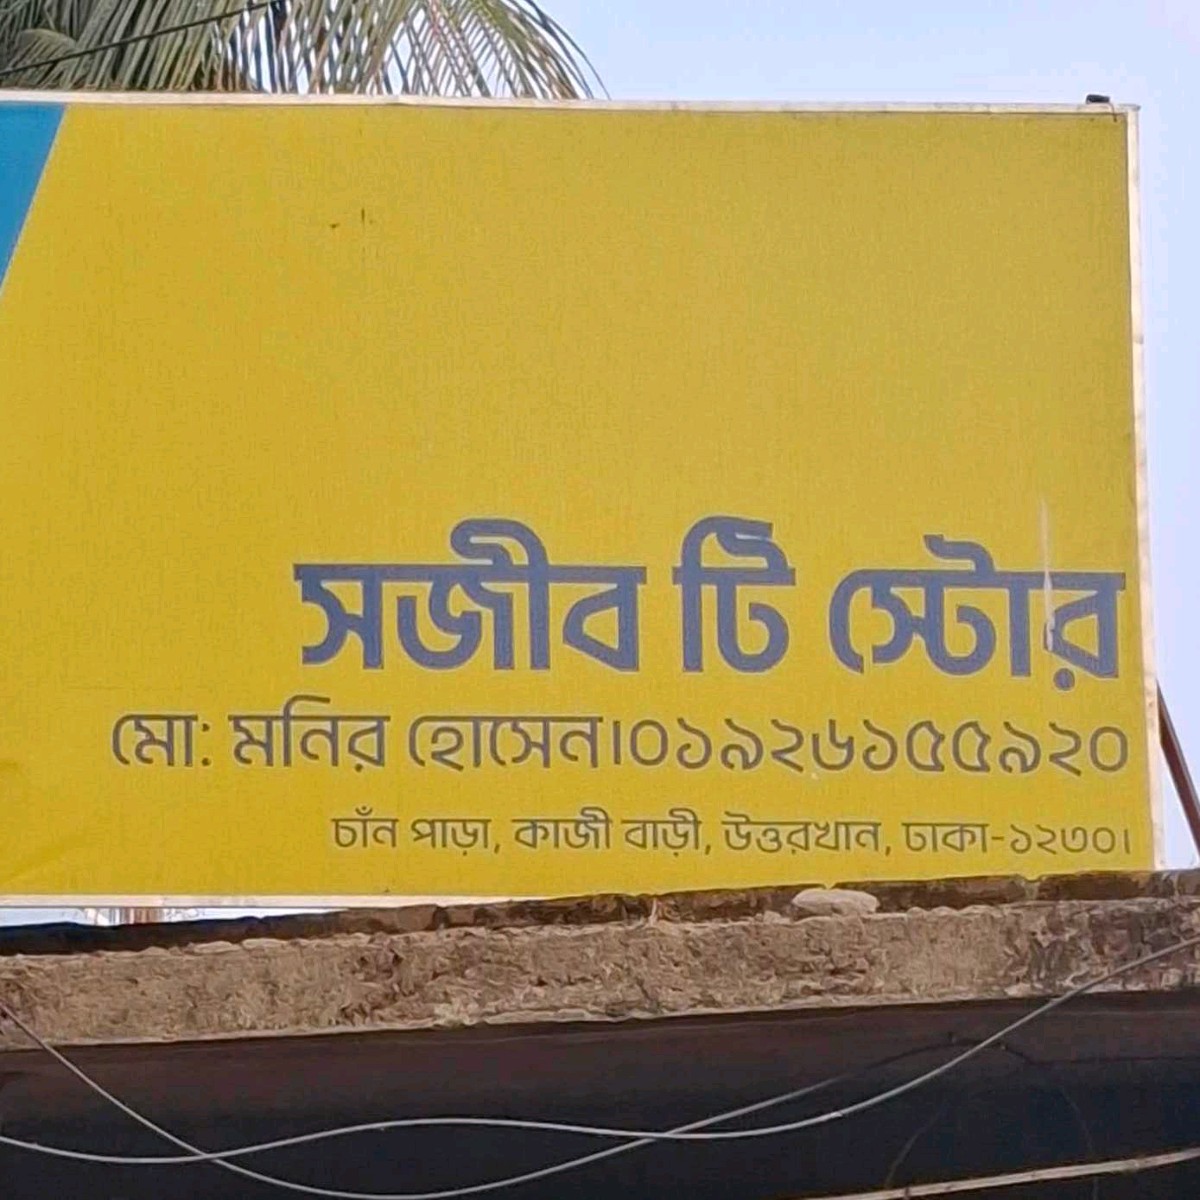 সজীব টি স্টোর
মো: মনির হোসেন।০১৯২৬১৫৫৯২০
চাঁন পাড়া, কাজী বাড়ী, উত্তরখান, ঢাকা-১২৩০।